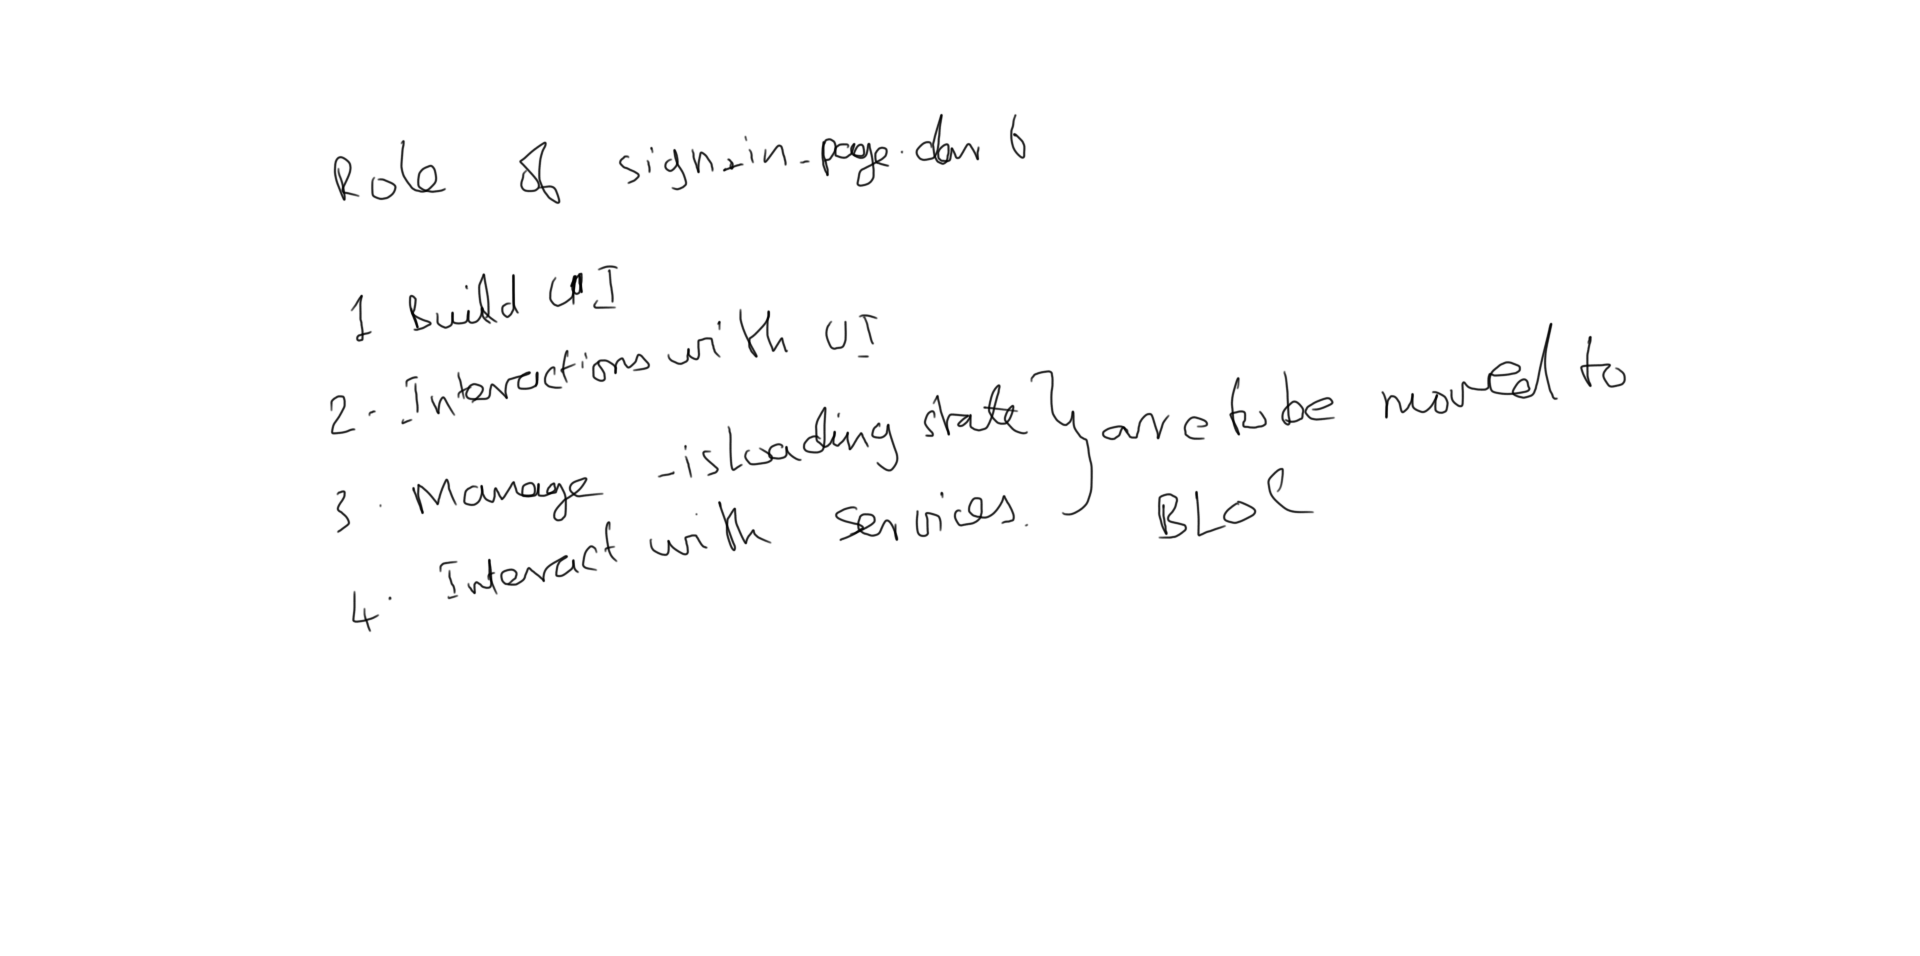 Role of sign_in_page.dart
1 Build UI
2. Interactions with UI
3. Manage _isloading state } are to be moved to
4. Interact with services. } BLOC